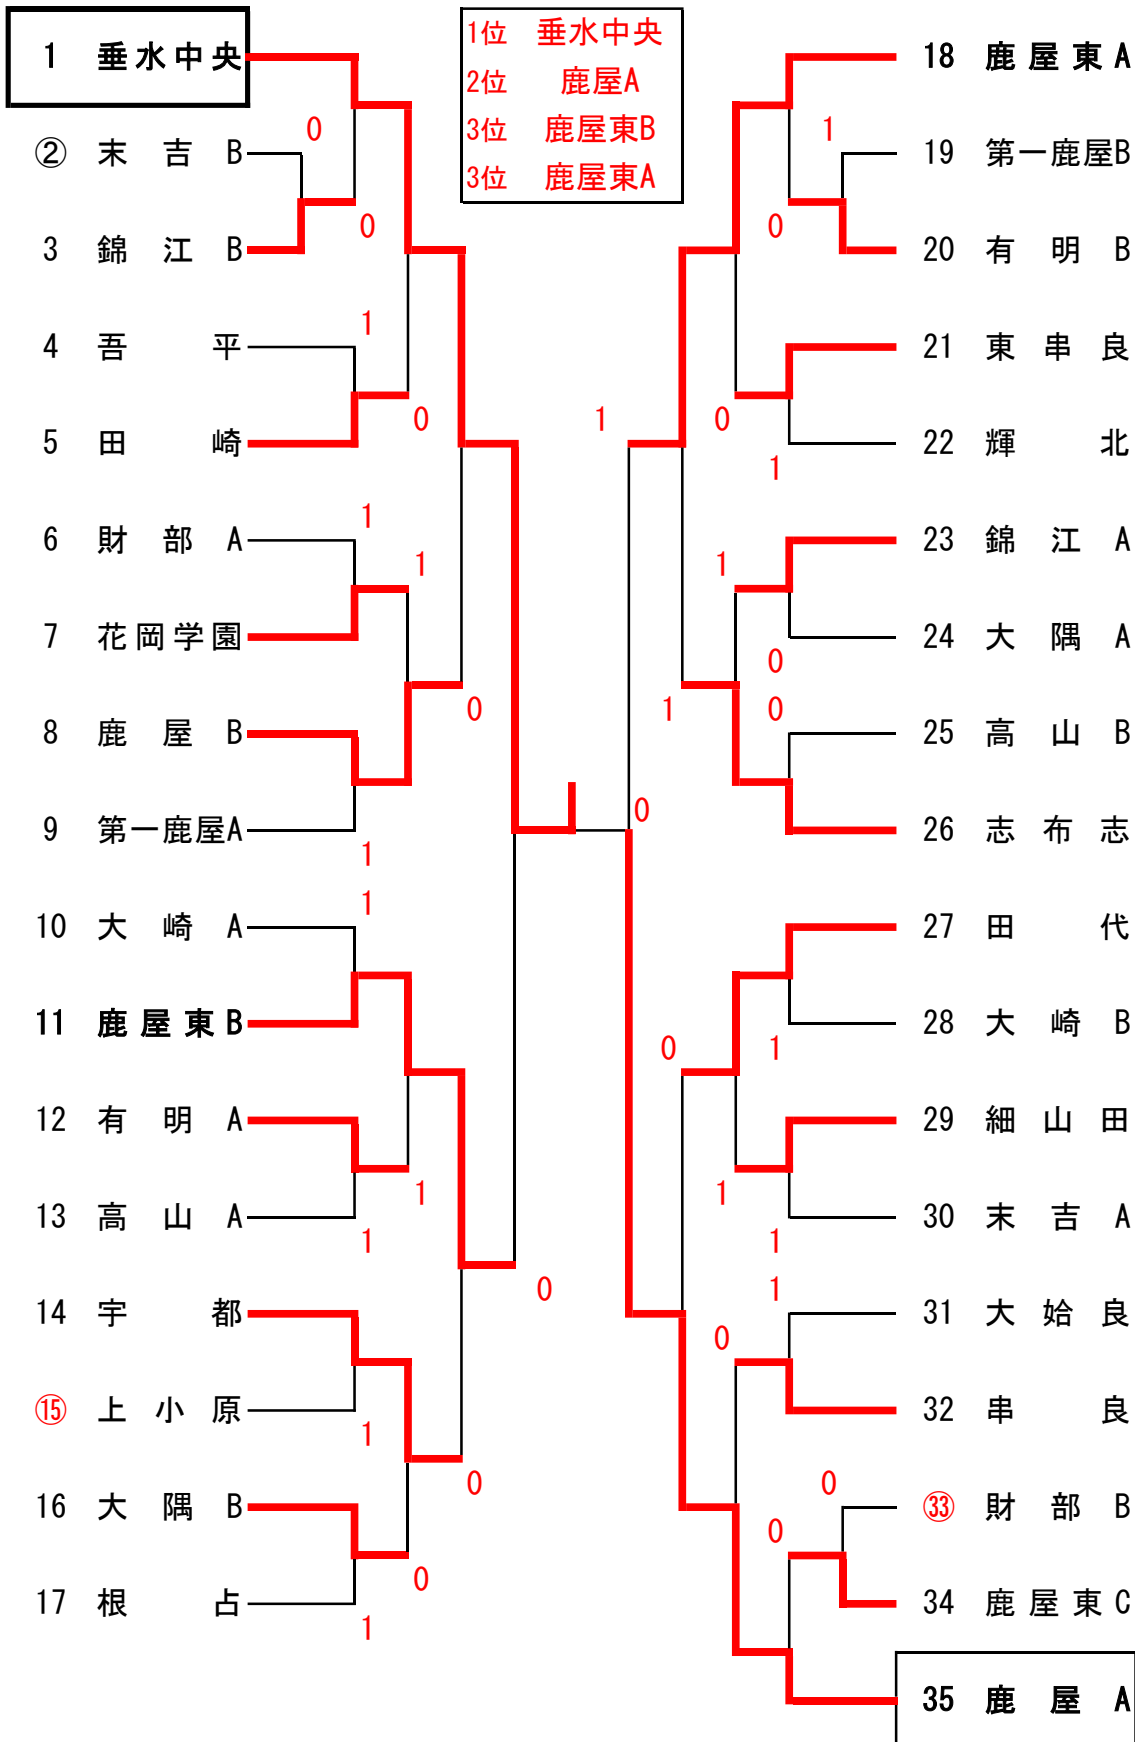 1位 垂水中央
2位 鹿屋A
3位 鹿屋東B
3位 鹿屋東A
1 垂水中央
0
② 末吉B
0
3 錦江B
1
4 吾平
0
5 田崎
1
6 財部A
1
7 花岡学園
0
8 鹿屋B
9 第一鹿屋A
1
1
10 大崎A
11 鹿屋東B
12 有明A
1
13 高山A
1
0
14 宇都
⑮ 上小原
1
0
16 大隅B
0
17 根占
1
1
0
18 鹿屋東A
1
19 第一鹿屋B
0
20 有明B
21 東串良
0
22 輝北
1
23 錦江A
1
24 大隅A
0
1
0
25 高山B
26 志布志
27 田代
28 大崎B
0
1
29 細山田
1
30 末吉A
1
1
31 大姶良
0
32 串良
0
㉝ 財部B
0
34 鹿屋東C
35 鹿屋A